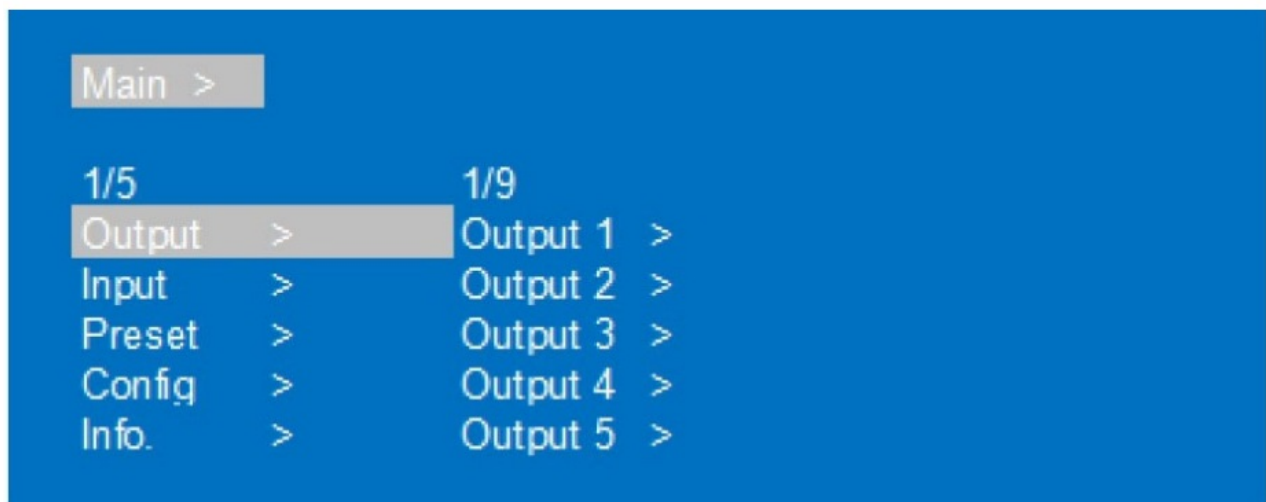 Main >
1/5 1/9
Output > Output 1 >
Input > Output 2 >
Preset > Output 3 >
Config > Output 4 >
Info. > Output 5 >